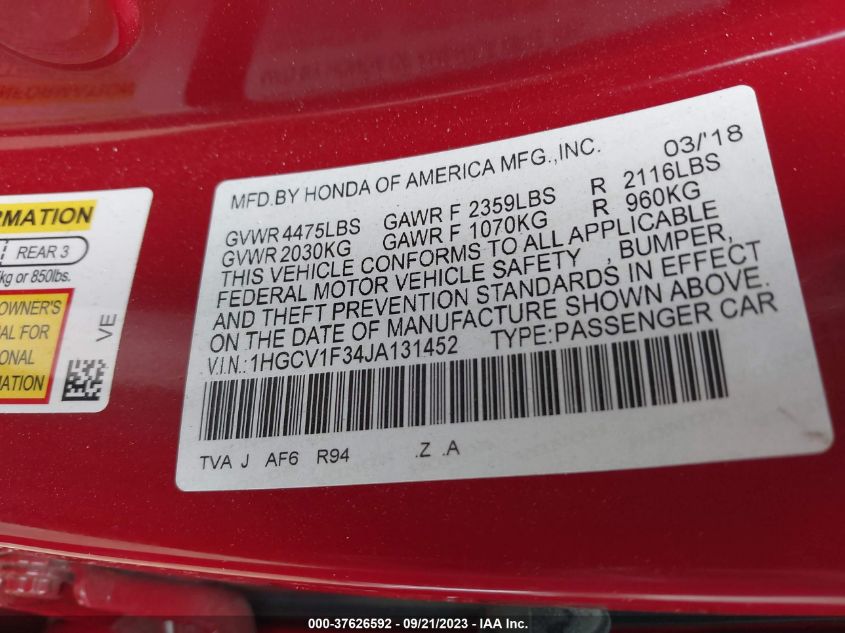 MFD.BY HONDA OF AMERICA MFG.,INC. 03/'18
GVWR 4475LBS GAWR F 2359LBS R 2116LBS
GVWR 2030KG GAWR F 1070KG R 960KG
THIS VEHICLE CONFORMS TO ALL APPLICABLE
FEDERAL MOTOR VEHICLE SAFETY , BUMPER,
AND THEFT PREVENTION STANDARDS IN EFFECT
ON THE DATE OF MANUFACTURE SHOWN ABOVE.
V.I.N.:1HGCV1F34JA131452 TYPE:PASSENGER CAR
TVA J AF6 R94 .Z .A
RMATION
REAR 3
kg or 850lbs.
OWNER'S
FOR
MATION
VE
000-37626592 - 09/21/2023 - IAA Inc.